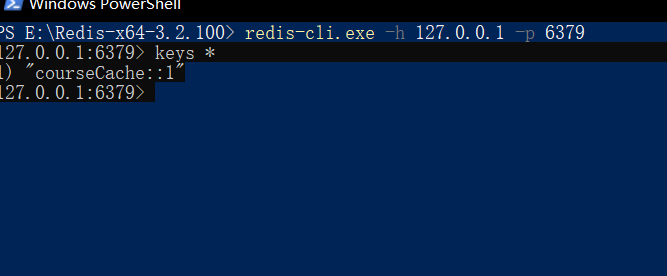 Windows PowerShell
PS E:\Redis-x64-3.2.100> redis-cli.exe -h 127.0.0.1 -p 6379
127.0.0.1:6379> keys *
1) "courseCache::1"
127.0.0.1:6379>